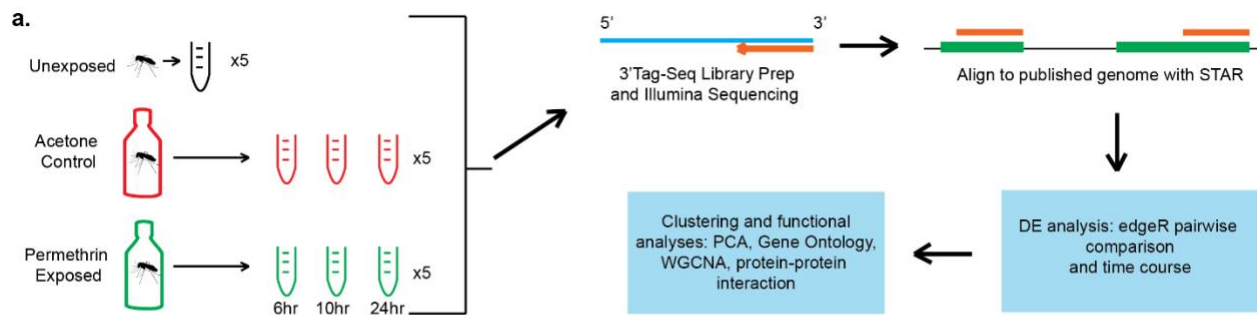 a.
Unexposed
x5
Acetone
Control
x5
Permethrin
Exposed
x5
6hr 10hr 24hr
5' 3'
3'Tag-Seq Library Prep
and Illumina Sequencing
Align to published genome with STAR
DE analysis: edgeR pairwise
comparison
and time course
Clustering and functional
analyses: PCA, Gene Ontology,
WGCNA, protein-protein
interaction